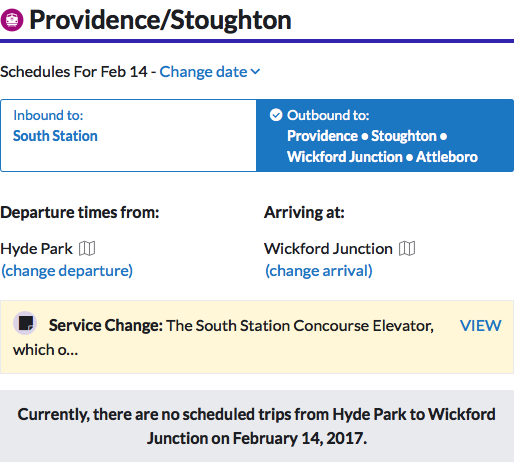 Providence/Stoughton
Schedules For Feb 14 - Change date
Inbound to:
South Station
Outbound to:
Providence • Stoughton •
Wickford Junction • Attleboro
Departure times from:
Hyde Park
(change departure)
Arriving at:
Wickford Junction
(change arrival)
Service Change: The South Station Concourse Elevator,
which o...
VIEW
Currently, there are no scheduled trips from Hyde Park to Wickford
Junction on February 14, 2017.